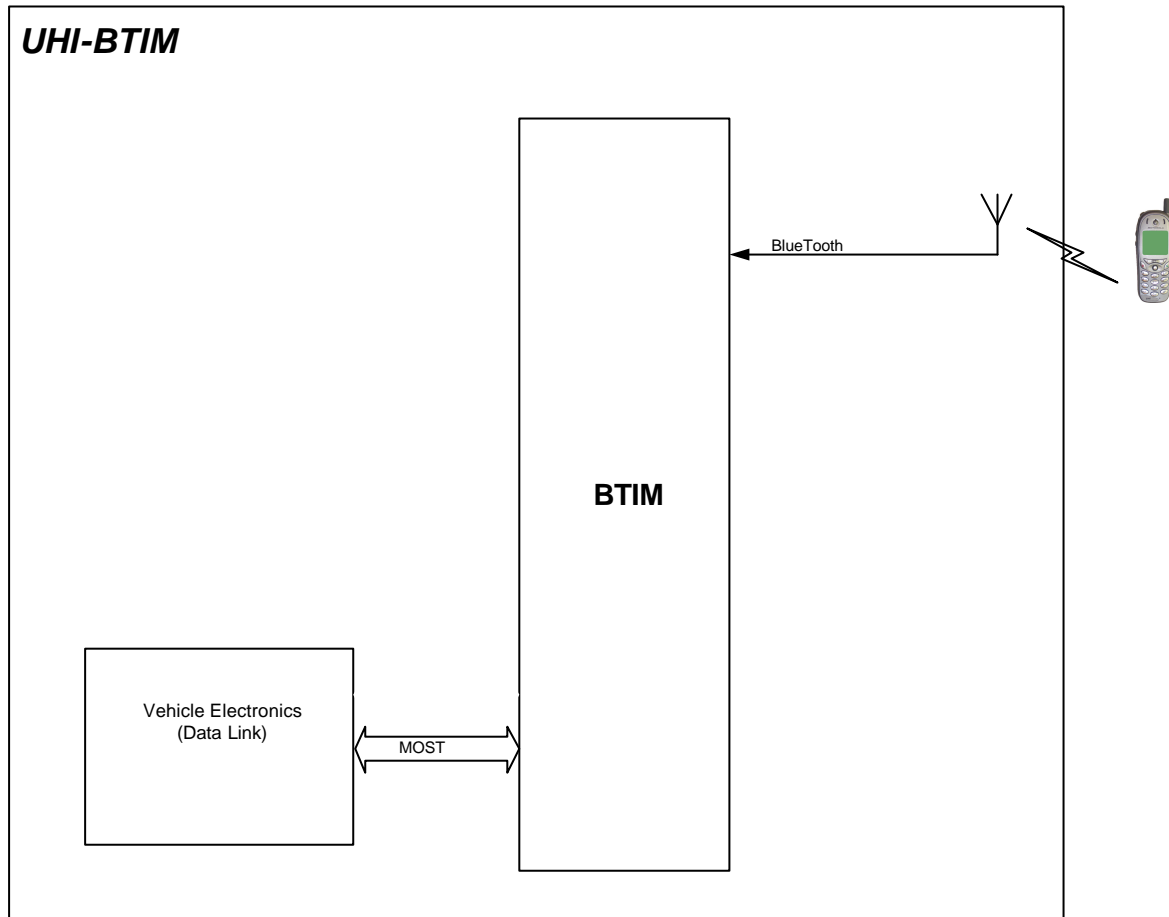 UHI-BTIM
BlueTooth
BTIM
Vehicle Electronics
(Data Link)
MOST